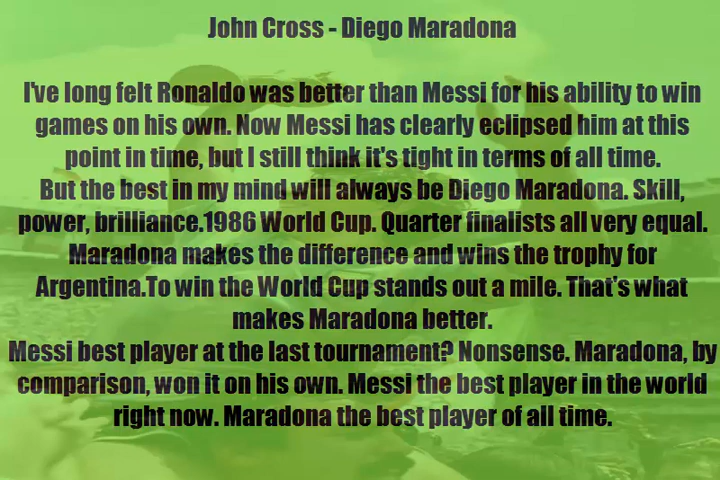 John Cross - Diego Maradona
I've long felt Ronaldo was better than Messi for his ability to win
games on his own. Now Messi has clearly eclipsed him at this
point in time, but I still think it's tight in terms of all time.
But the best in my mind will always be Diego Maradona. Skill,
power, brilliance.1986 World Cup. Quarter finalists all very equal.
Maradona makes the difference and wins the trophy for
Argentina.To win the World Cup stands out a mile. That's what
makes Maradona better.
Messi best player at the last tournament? Nonsense. Maradona, by
comparison, won it on his own. Messi the best player in the world
right now. Maradona the best player of all time.